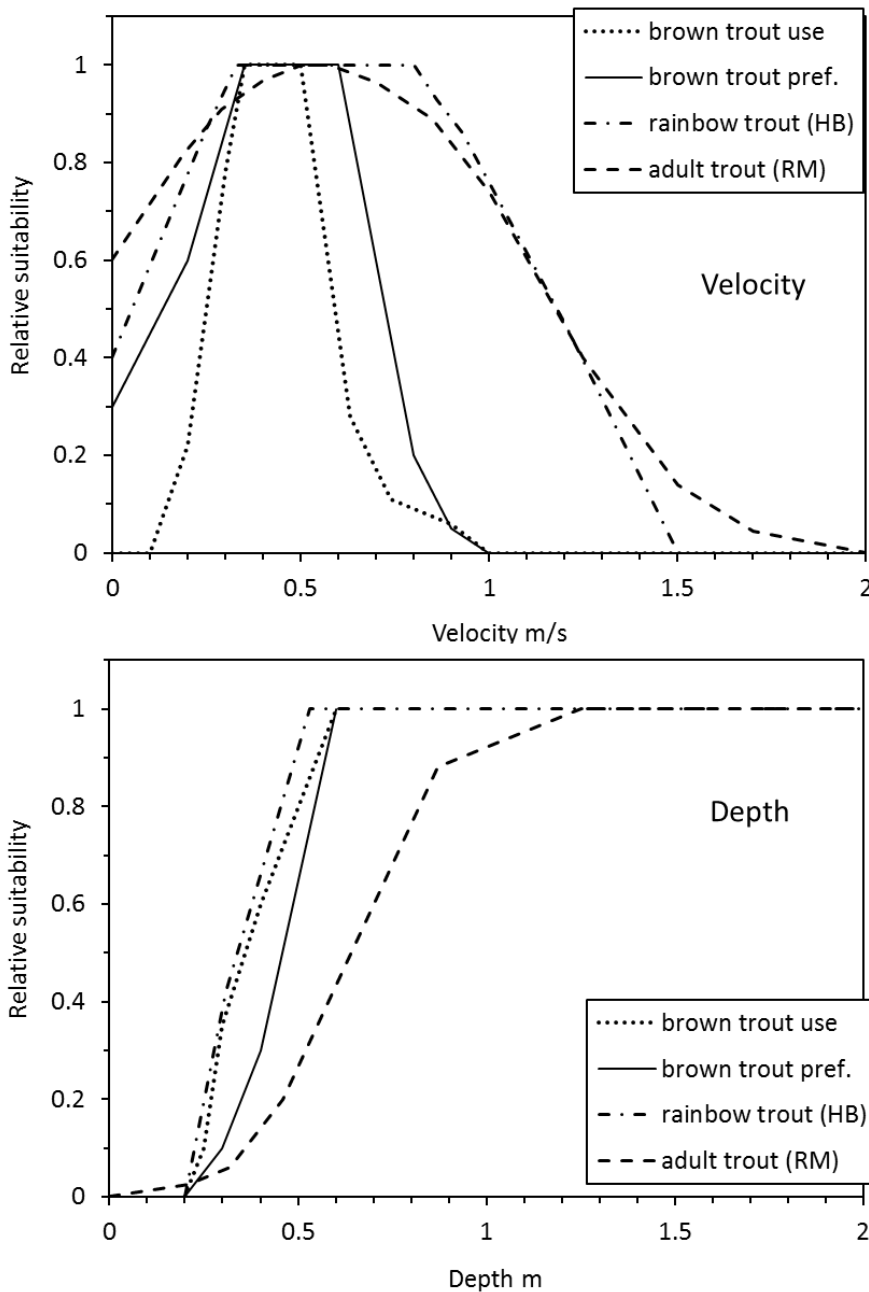 brown trout use
brown trout pref.
rainbow trout (HB)
adult trout (RM)
1
0.8
0.6
0.4
0.2
0
Relative suitability
Velocity
0
0.5
1
1.5
2
Velocity m/s
1
0.8
0.6
0.4
0.2
0
Relative suitability
Depth
brown trout use
brown trout pref.
rainbow trout (HB)
adult trout (RM)
0
0.5
1
1.5
2
Depth m